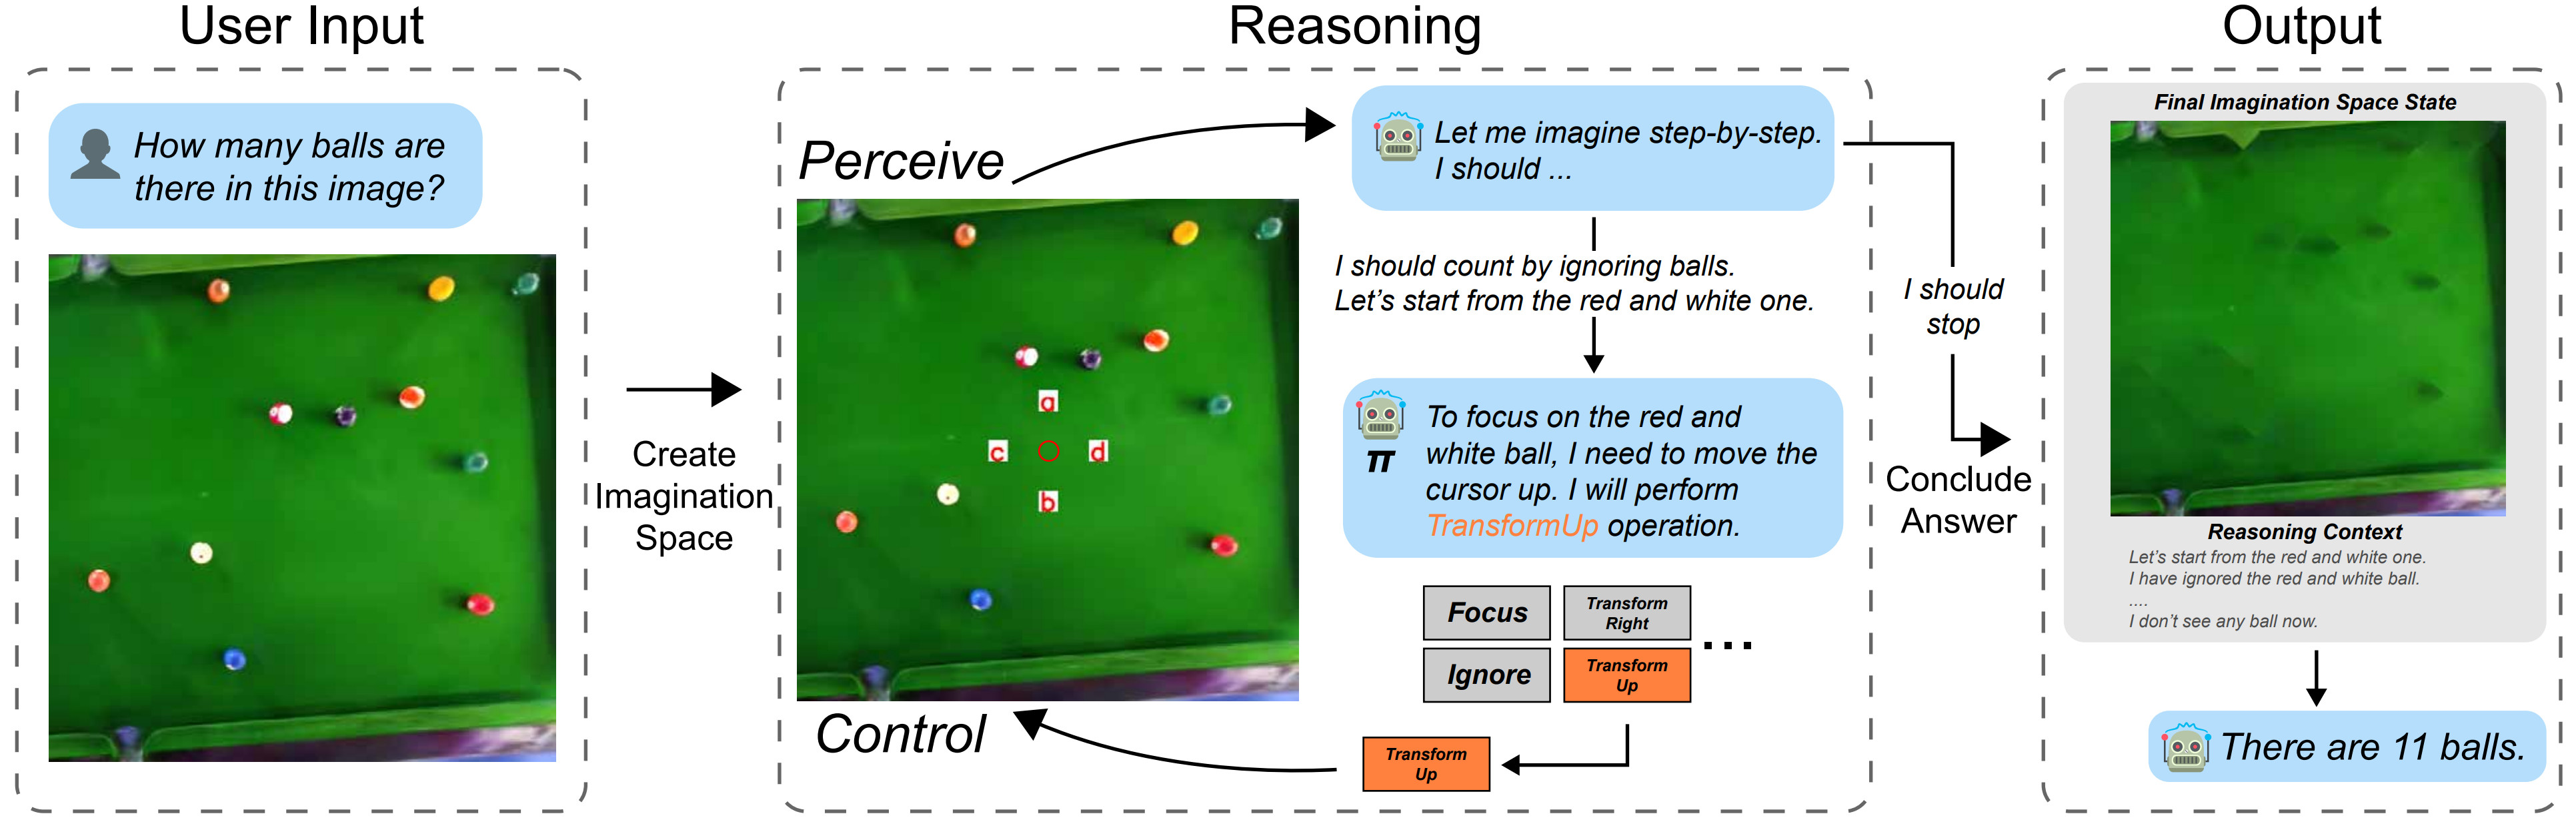 User Input
How many balls are
there in this image?
Create
Imagination
Space
Reasoning
Perceive
a
c
d
b
Control
Let me imagine step-by-step.
I should ...
I should count by ignoring balls.
Let's start from the red and white one.
π
To focus on the red and
white ball, I need to move the
cursor up. I will perform
TransformUp operation.
Focus
Transform
Right
Ignore
Transform
Up
...
Transform
Up
I should
stop
Conclude
Answer
Output
Final Imagination Space State
Reasoning Context
Let's start from the red and white one.
I have ignored the red and white ball.
....
I don't see any ball now.
There are 11 balls.